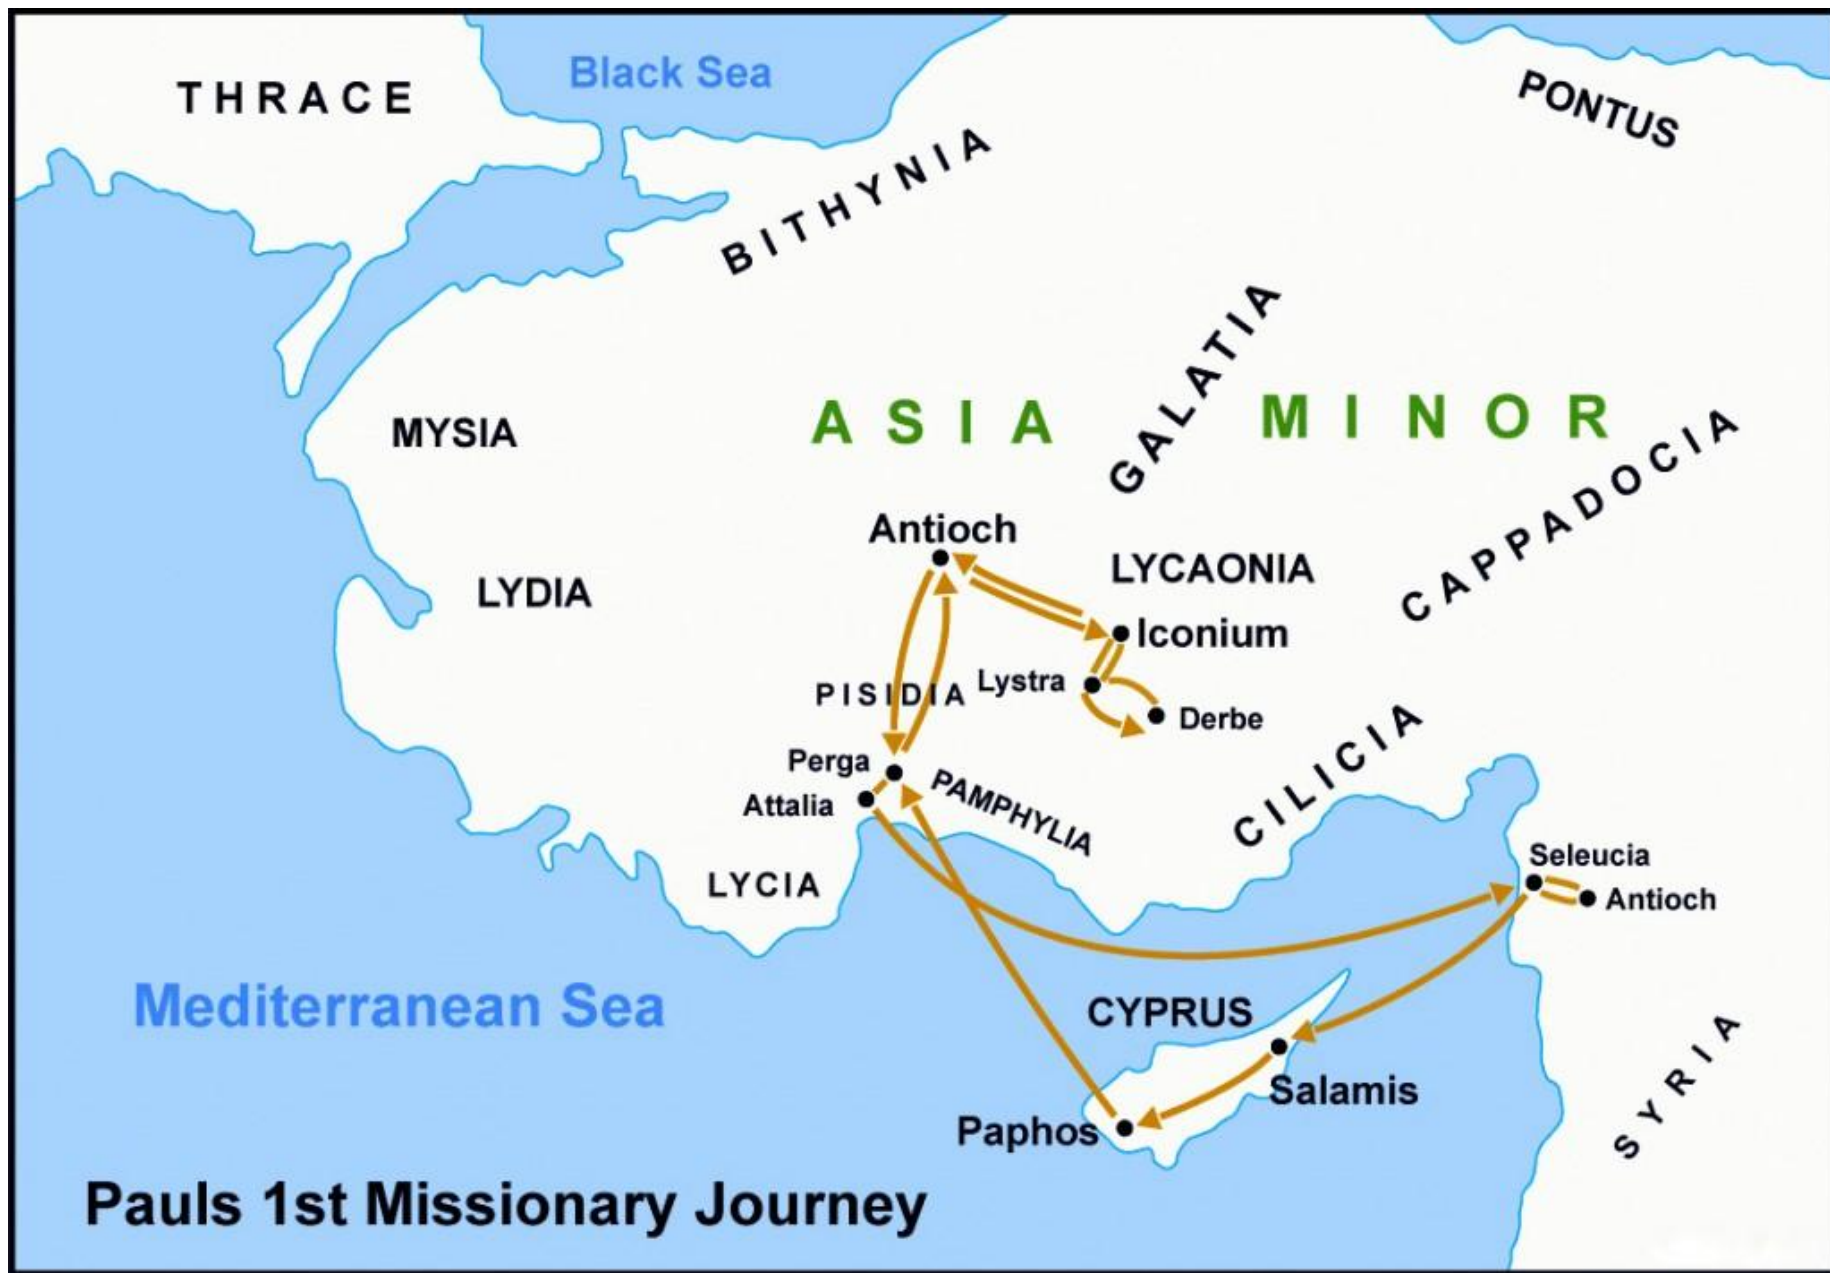 Black Sea
THRACE
PONTUS
BITHYNIA
GALATIA
ASIA MINOR
MYSIA
CAPPADOCIA
Antioch
LYCAONIA
LYDIA
Iconium
Lystra
PISIDIA
Derbe
Perga
PAMPHYLIA
Attalia
CILICIA
Seleucia
LYCIA
Antioch
Mediterranean Sea
CYPRUS
SYRIA
Salamis
Paphos
Pauls 1st Missionary Journey